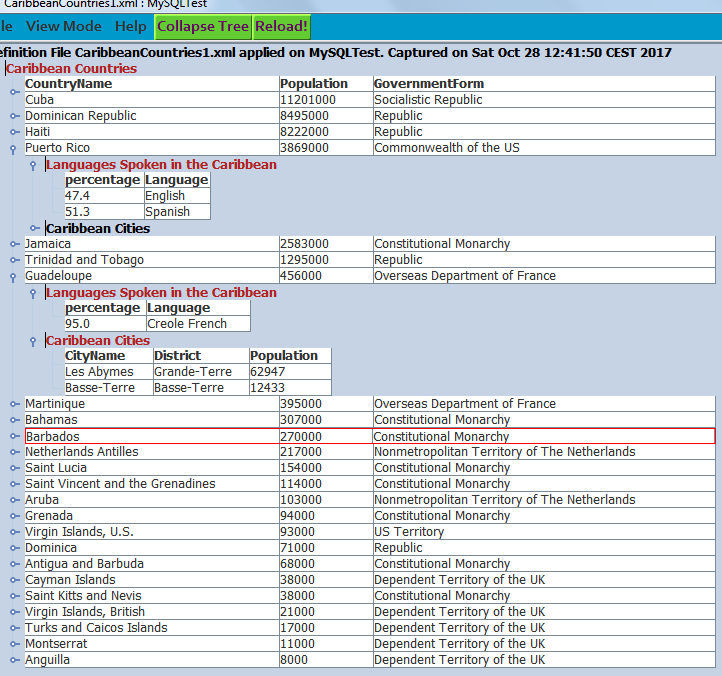 CaribbeanCountries1.xml : MySQLTest
le View Mode Help Collapse Tree Reload!
efinition File CaribbeanCountries1.xml applied on MySQLTest. Captured on Sat Oct 28 12:41:50 CEST 2017
Caribbean Countries
CountryName Population GovernmentForm
Cuba 11201000 Socialistic Republic
Dominican Republic 8495000 Republic
Haiti 8222000 Republic
Puerto Rico 3869000 Commonwealth of the US
Languages Spoken in the Caribbean
percentage Language
47.4 English
51.3 Spanish
Caribbean Cities
Jamaica 2583000 Constitutional Monarchy
Trinidad and Tobago 1295000 Republic
Guadeloupe 456000 Overseas Department of France
Languages Spoken in the Caribbean
percentage Language
95.0 Creole French
Caribbean Cities
CityName District Population
Les Abymes Grande-Terre 62947
Basse-Terre Basse-Terre 12433
Martinique 395000 Overseas Department of France
Bahamas 307000 Constitutional Monarchy
Barbados 270000 Constitutional Monarchy
Netherlands Antilles 217000 Nonmetropolitan Territory of The Netherlands
Saint Lucia 154000 Constitutional Monarchy
Saint Vincent and the Grenadines 114000 Constitutional Monarchy
Aruba 103000 Nonmetropolitan Territory of The Netherlands
Grenada 94000 Constitutional Monarchy
Virgin Islands, U.S. 93000 US Territory
Dominica 71000 Republic
Antigua and Barbuda 68000 Constitutional Monarchy
Cayman Islands 38000 Dependent Territory of the UK
Saint Kitts and Nevis 38000 Constitutional Monarchy
Virgin Islands, British 21000 Dependent Territory of the UK
Turks and Caicos Islands 17000 Dependent Territory of the UK
Montserrat 11000 Dependent Territory of the UK
Anguilla 8000 Dependent Territory of the UK